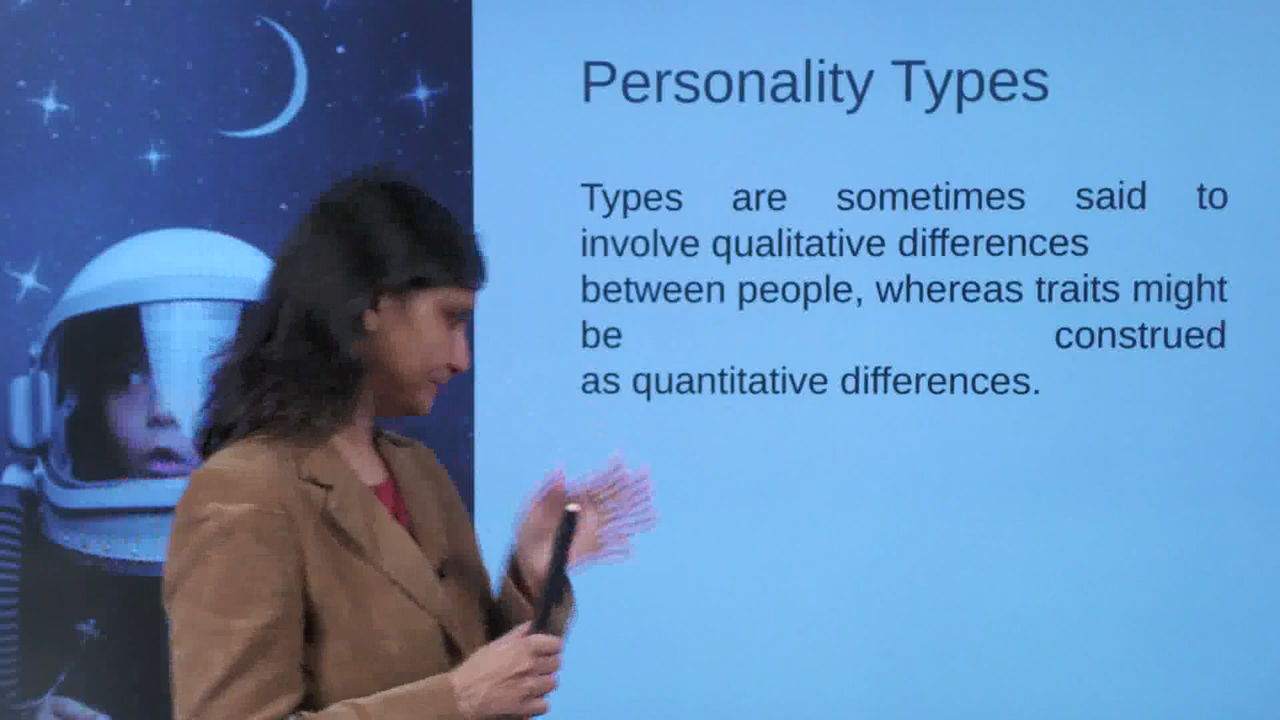 Personality Types
Types are sometimes said to
involve qualitative differences
between people, whereas traits might
be construed
as quantitative differences.